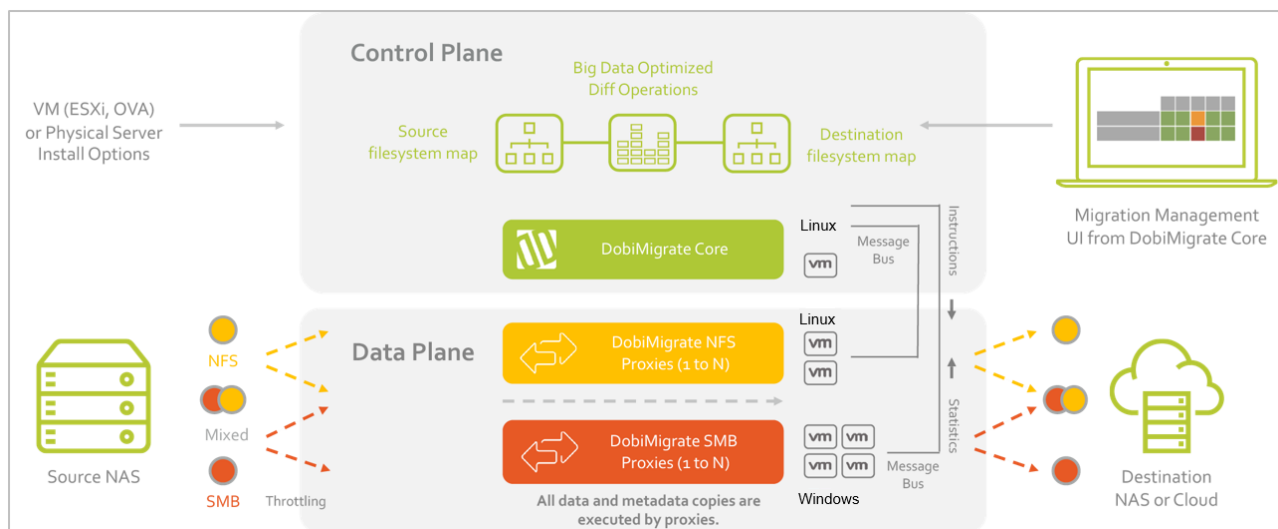 Control Plane
Big Data Optimized
Diff Operations
VM (ESXi, OVA)
or Physical Server
Install Options
Source
filesystem map
Destination
filesystem map
Migration Management
UI from DobiMigrate Core
DobiMigrate Core
Linux
vm
Message
Bus
Instructions
Data Plane
NFS
Mixed
SMB
Source NAS
Throttling
DobiMigrate NFS
Proxies (1 to N)
Linux
vm
vm
DobiMigrate SMB
Proxies (1 to N)
vm vm
vm vm
Windows
Message
Bus
Statistics
All data and metadata copies are
executed by proxies.
Destination
NAS or Cloud